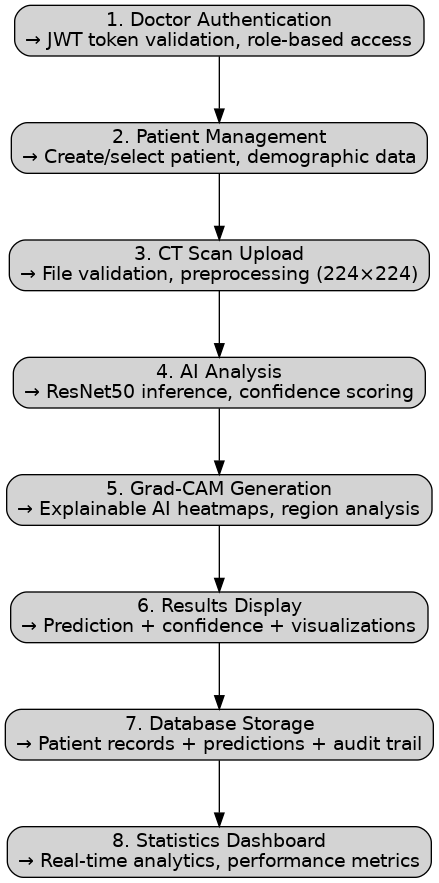 1. Doctor Authentication
→ JWT token validation, role-based access
2. Patient Management
→ Create/select patient, demographic data
3. CT Scan Upload
→ File validation, preprocessing (224×224)
4. AI Analysis
→ ResNet50 inference, confidence scoring
5. Grad-CAM Generation
→ Explainable AI heatmaps, region analysis
6. Results Display
→ Prediction + confidence + visualizations
7. Database Storage
→ Patient records + predictions + audit trail
8. Statistics Dashboard
→ Real-time analytics, performance metrics